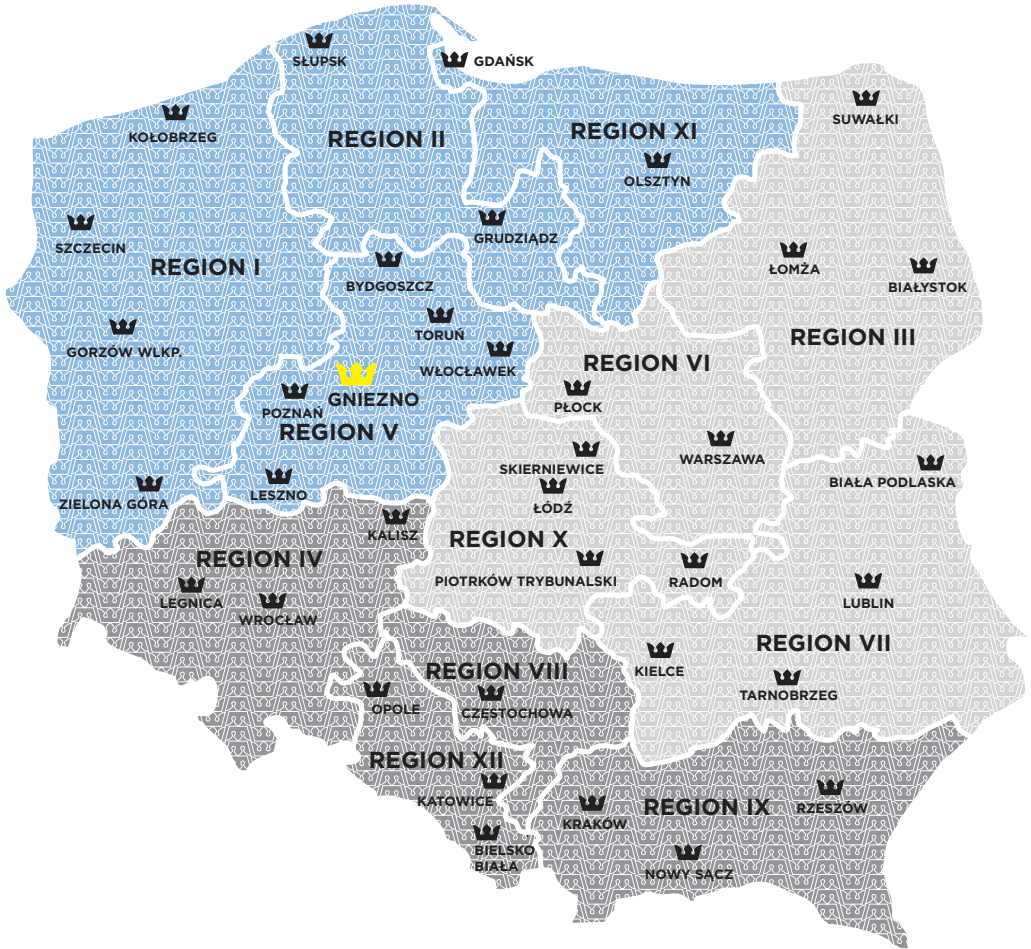 SŁUPSK
GDAŃSK
SUWAŁKI
KOŁOBRZEG
REGION II
REGION XI
OLSZTYN
SZCZECIN
GRUDZIĄDZ
REGION I
ŁOMŻA
BYDGOSZCZ
BIAŁYSTOK
TORUŃ
REGION III
GORZÓW WLKP.
WŁOCŁAWEK
REGION VI
GNIEZNO
POZNAŃ
PŁOCK
REGION V
WARSZAWA
SKIERNIEWICE
BIAŁA PODLASKA
LESZNO
ZIELONA GÓRA
ŁÓDŹ
KALISZ
REGION X
REGION IV
PIOTRKÓW TRYBUNALSKI
RADOM
LEGNICA
LUBLIN
WROCŁAW
REGION VII
KIELCE
REGION VIII
TARNOBRZEG
OPOLE
CZĘSTOCHOWA
REGION XII
KATOWICE
REGION IX
RZESZÓW
KRAKÓW
BIELSKO
BIAŁA
NOWY SĄCZ